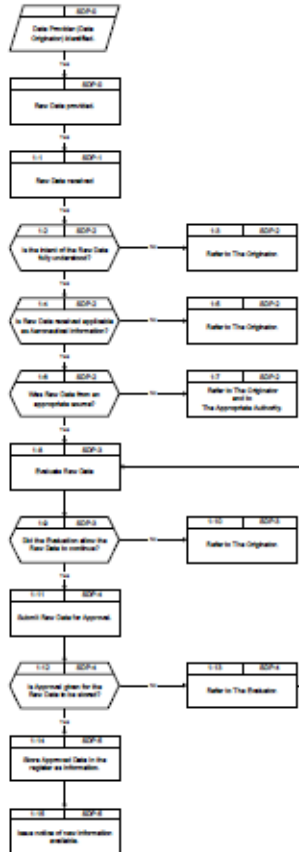 SDP-0
Data Provider (Data
Originator) identified.
Yes
SDP-0
Raw Data provided.
Yes
1-1 SDP-1
Raw Data received
Yes
1-2 SDP-2
Is the intent of the Raw Data
fully understood?
No
1-3 SDP-2
Refer to The Originator.
Yes
1-4 SDP-2
Is Raw Data received applicable
as Aeronautical Information?
No
1-5 SDP-2
Refer to The Originator.
Yes
1-6 SDP-2
Was Raw Data from an
appropriate source?
No
1-7 SDP-2
Refer to The Originator
and to
The Appropriate Authority.
Yes
1-8 SDP-3
Evaluate Raw Data
1-9 SDP-3
Did the Evaluation allow the
Raw Data to continue?
No
1-10 SDP-3
Refer to The Originator.
Yes
1-11 SDP-4
Submit Raw Data for Approval.
1-12 SDP-4
Is Approval given for the
Raw Data to be stored?
No
1-13 SDP-4
Refer to The Evaluator.
Yes
1-14 SDP-5
Store Approved Data in the
register as information.
1-15
Issue notice of new information
available.